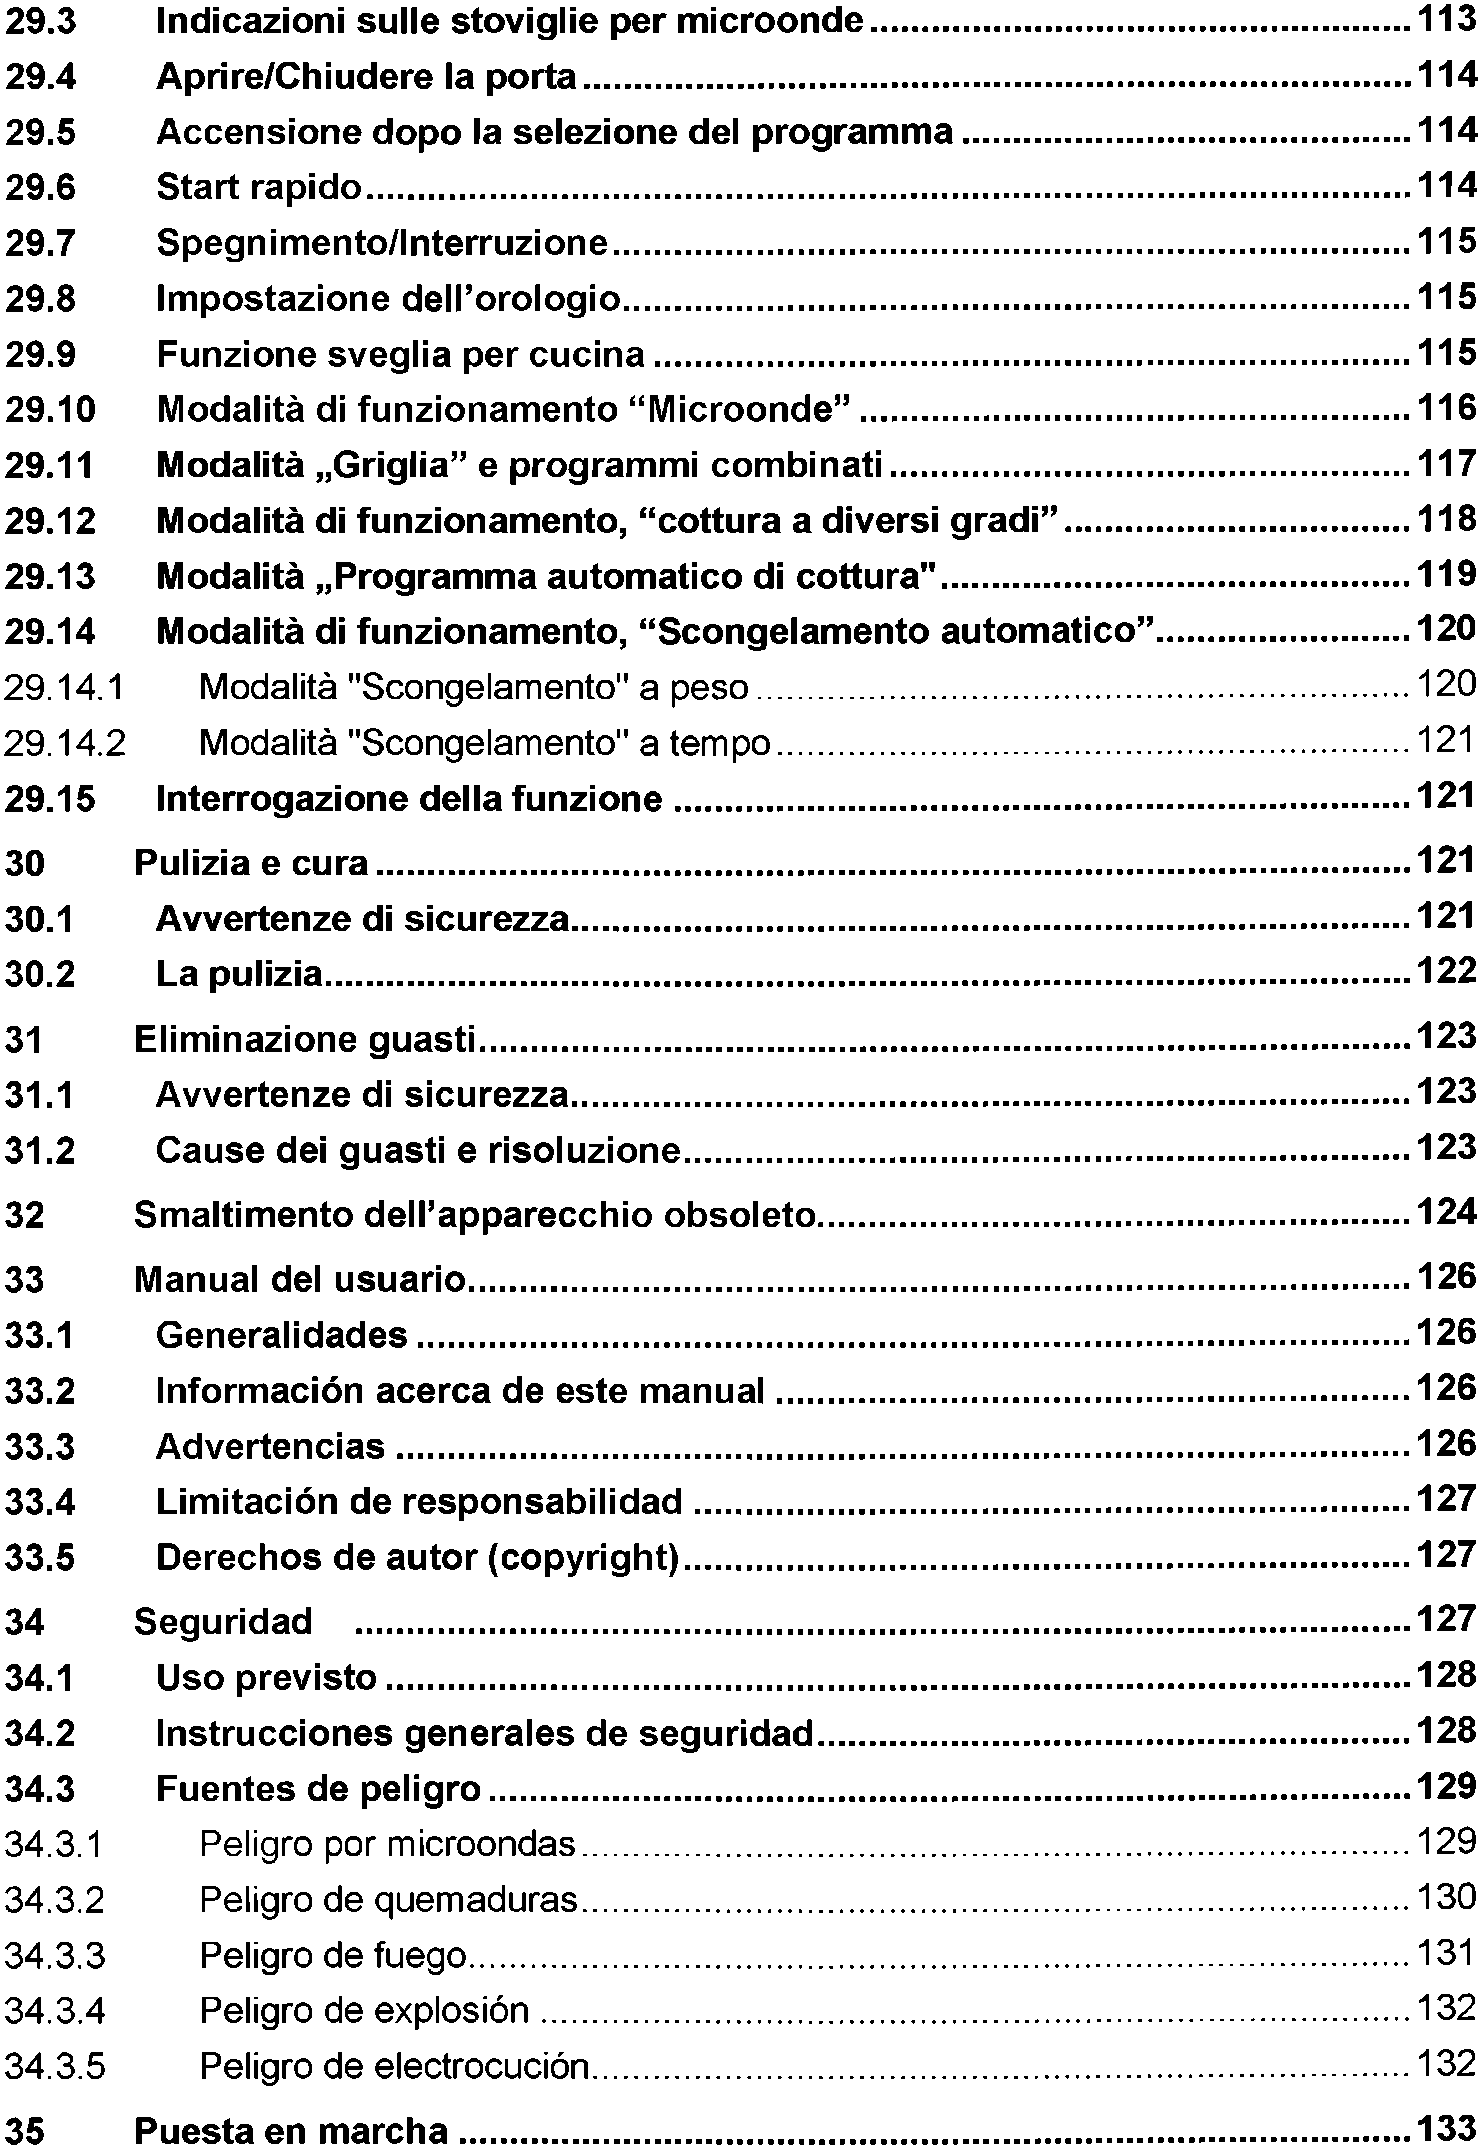 29.3 Indicazioni sulle stoviglie per microonde ........ 113
29.4 Aprire/Chiudere la porta ........ 114
29.5 Accensione dopo la selezione del programma ........ 114
29.6 Start rapido ........ 114
29.7 Spegnimento/Interruzione ........ 115
29.8 Impostazione dell’orologio ........ 115
29.9 Funzione sveglia per cucina ........ 115
29.10 Modalità di funzionamento “Microonde” ........ 116
29.11 Modalità „Griglia” e programmi combinati ........ 117
29.12 Modalità di funzionamento, “cottura a diversi gradi” ........ 118
29.13 Modalità „Programma automatico di cottura" ........ 119
29.14 Modalità di funzionamento, “Scongelamento automatico” ........ 120
29.14.1 Modalità "Scongelamento" a peso ........ 120
29.14.2 Modalità "Scongelamento" a tempo ........ 121
29.15 Interrogazione della funzione ........ 121
30 Pulizia e cura ........ 121
30.1 Avvertenze di sicurezza ........ 121
30.2 La pulizia ........ 122
31 Eliminazione guasti ........ 123
31.1 Avvertenze di sicurezza ........ 123
31.2 Cause dei guasti e risoluzione ........ 123
32 Smaltimento dell’apparecchio obsoleto ........ 124
33 Manual del usuario ........ 126
33.1 Generalidades ........ 126
33.2 Información acerca de este manual ........ 126
33.3 Advertencias ........ 126
33.4 Limitación de responsabilidad ........ 127
33.5 Derechos de autor (copyright) ........ 127
34 Seguridad ........ 127
34.1 Uso previsto ........ 128
34.2 Instrucciones generales de seguridad ........ 128
34.3 Fuentes de peligro ........ 129
34.3.1 Peligro por microondas ........ 129
34.3.2 Peligro de quemaduras ........ 130
34.3.3 Peligro de fuego ........ 131
34.3.4 Peligro de explosión ........ 132
34.3.5 Peligro de electrocución ........ 132
35 Puesta en marcha ........ 133